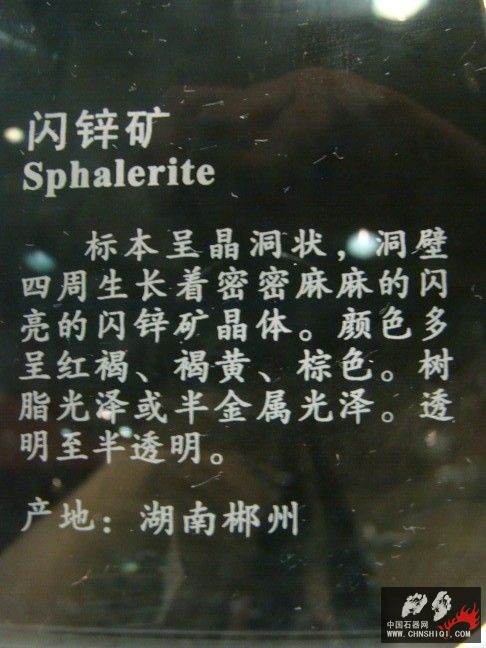 闪锌矿
Sphalerite
标本呈晶洞状，洞壁
四周生长着密密麻麻的闪
亮的闪锌矿晶体。颜色多
呈红褐、褐黄、棕色。树
脂光泽或半金属光泽。透
明至半透明。
产地：湖南郴州
中国石器网
www.CHNSHIQI.com